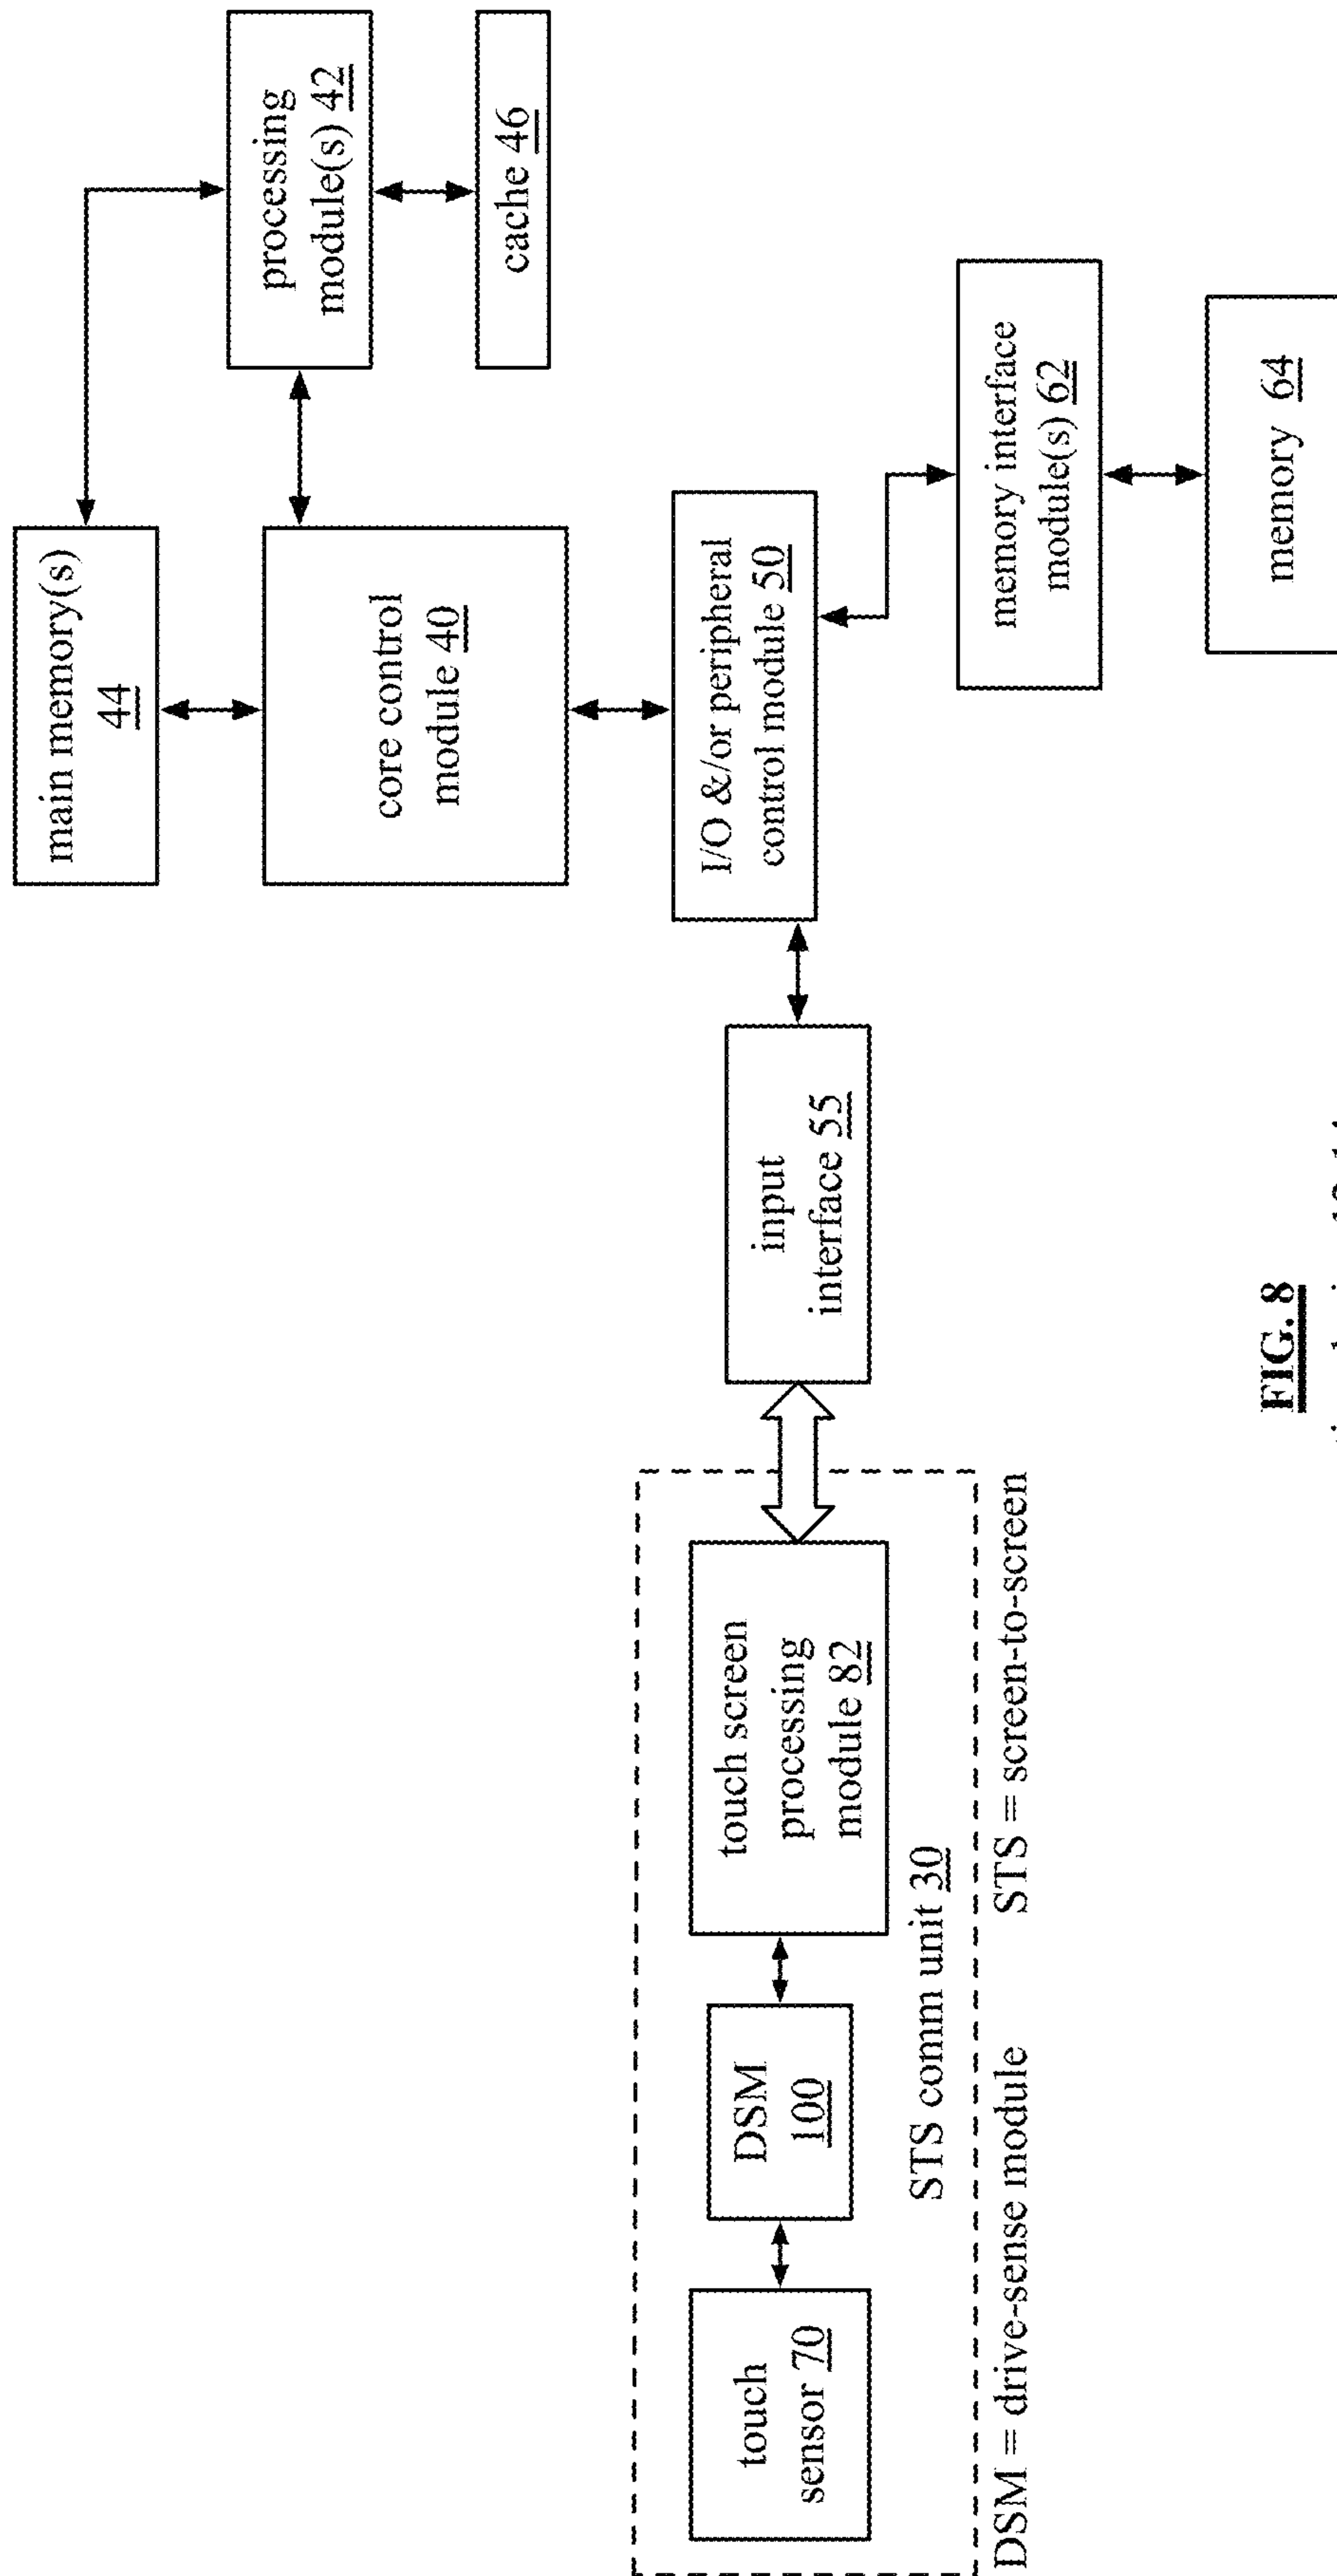 main memory(s)
44
processing
module(s) 42
core control
module 40
cache 46
I/O &/or peripheral
control module 50
input
interface 55
memory interface
module(s) 62
memory 64
touch
sensor 70
DSM
100
touch screen
processing
module 82
STS comm unit 30
DSM = drive-sense module
STS = screen-to-screen
FIG. 8